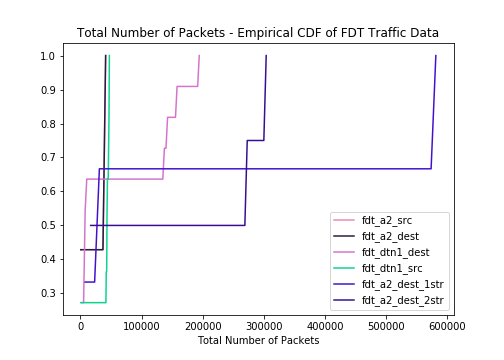 Total Number of Packets - Empirical CDF of FDT Traffic Data
1.0
0.9
0.8
0.7
0.6
0.5
0.4
0.3
fdt_a2_src
fdt_a2_dest
fdt_dtn1_dest
fdt_dtn1_src
fdt_a2_dest_1str
fdt_a2_dest_2str
0 100000 200000 300000 400000 500000 600000
Total Number of Packets